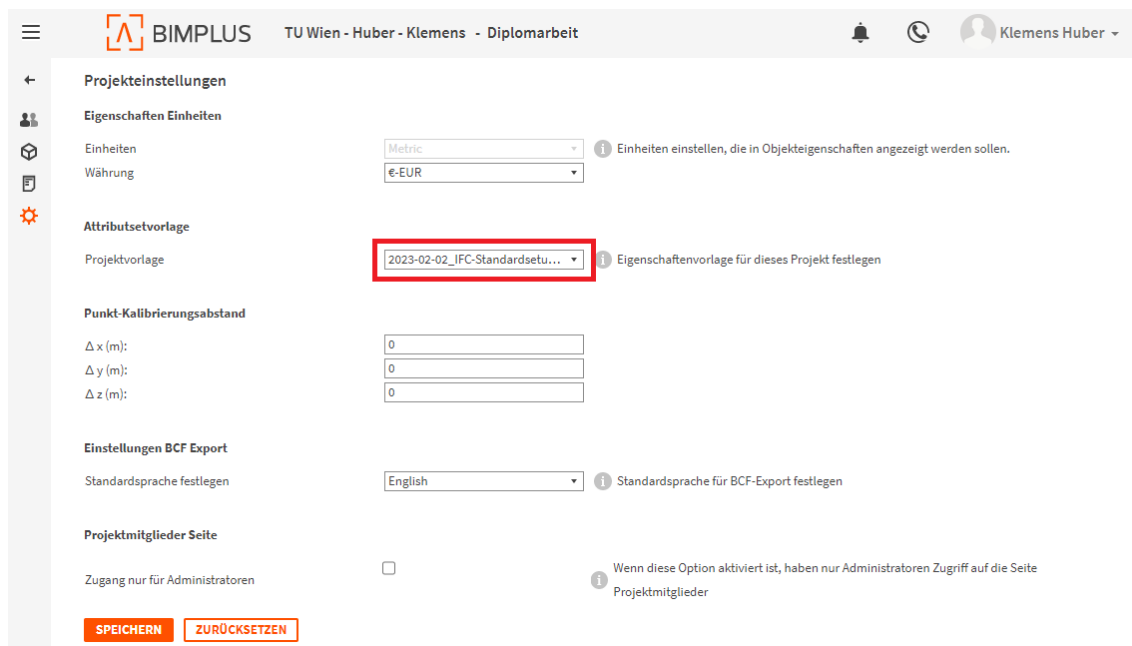 BIMPLUS TU Wien - Huber - Klemens - Diplomarbeit Klemens Huber
Projekteinstellungen
Eigenschaften Einheiten
Einheiten Metric i Einheiten einstellen, die in Objekteigenschaften angezeigt werden sollen.
Währung €-EUR
Attributsetvorlage
Projektvorlage 2023-02-02_IFC-Standardsetu... i Eigenschaftenvorlage für dieses Projekt festlegen
Punkt-Kalibrierungsabstand
Δ x (m): 0
Δ y (m): 0
Δ z (m): 0
Einstellungen BCF Export
Standardsprache festlegen English i Standardsprache für BCF-Export festlegen
Projektmitglieder Seite
Zugang nur für Administratoren i Wenn diese Option aktiviert ist, haben nur Administratoren Zugriff auf die Seite
Projektmitglieder
SPEICHERN ZURÜCKSETZEN